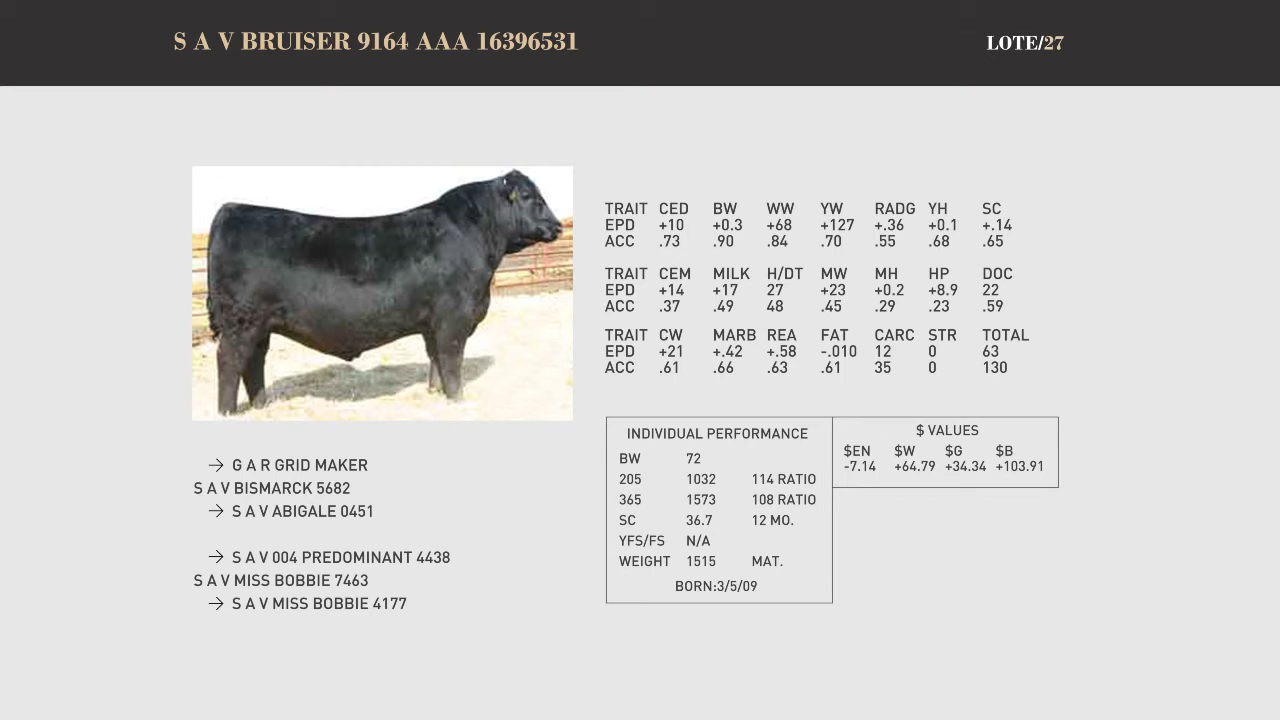 S A V BRUISER 9164 AAA 16396531
LOTE/27
TRAIT CED BW WW YW RADG YH SC
EPD +10 +0.3 +68 +127 +.36 +0.1 +.14
ACC .73 .90 .84 .70 .55 .68 .65
TRAIT CEM MILK H/DT MW MH HP DOC
EPD +14 +17 27 +23 +0.2 +8.9 22
ACC .37 .49 48 .45 .29 .23 .59
TRAIT CW MARB REA FAT CARC STR TOTAL
EPD +21 +.42 +.58 -.010 12 0 63
ACC .61 .66 .63 .61 35 0 130
INDIVIDUAL PERFORMANCE
BW 72
205 1032 114 RATIO
365 1573 108 RATIO
SC 36.7 12 MO.
YFS/FS N/A
WEIGHT 1515 MAT.
BORN:3/5/09
$ VALUES
$EN $W $G $B
-7.14 +64.79 +34.34 +103.91
→ G A R GRID MAKER
S A V BISMARCK 5682
→ S A V ABIGALE 0451
→ S A V 004 PREDOMINANT 4438
S A V MISS BOBBIE 7463
→ S A V MISS BOBBIE 4177